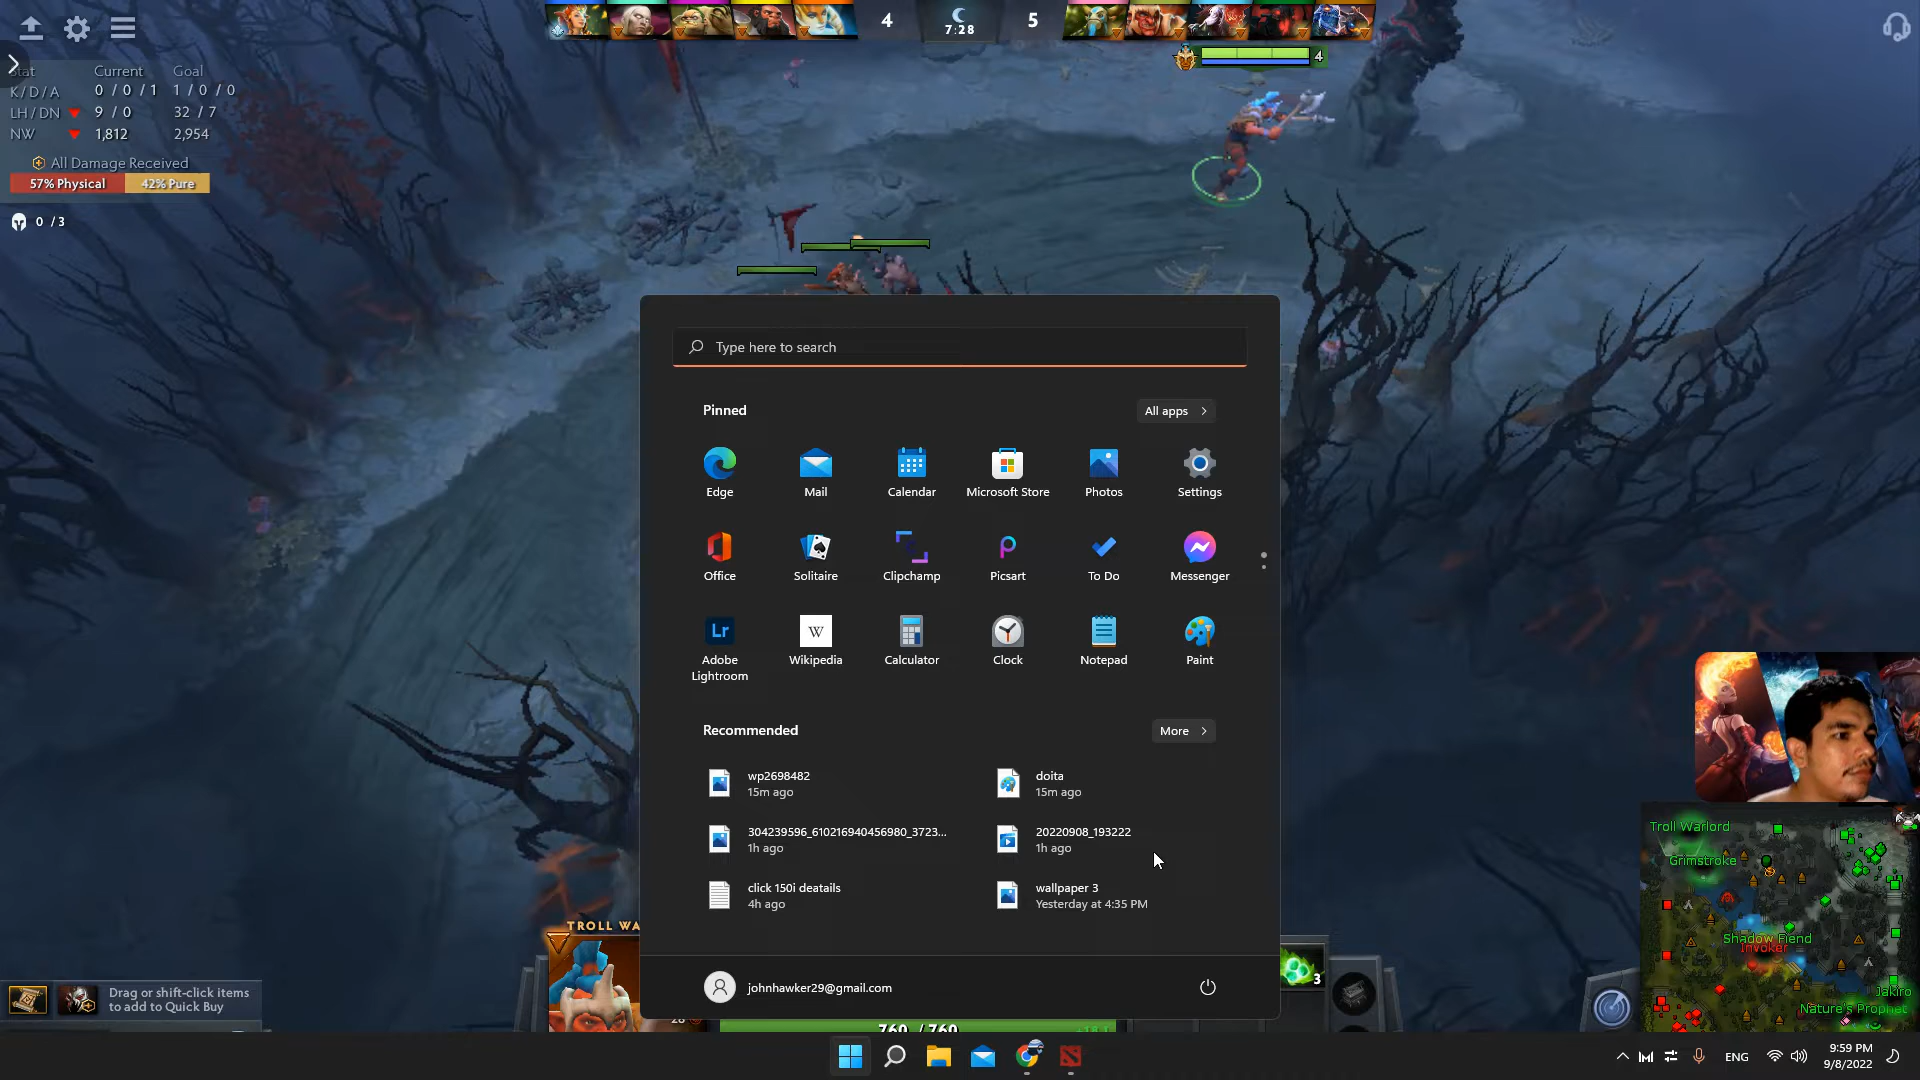 4
7:28
5
4
Stat Current Goal
K / D / A 0 / 0 / 1 1 / 0 / 0
LH / DN 9 / 0 32 / 7
NW 1,812 2,954
All Damage Received
57% Physical 42% Pure
0 / 3
Type here to search
Pinned
All apps
Edge
Mail
Calendar
Microsoft Store
Photos
Settings
Office
Solitaire
Clipchamp
Picsart
To Do
Messenger
Lr
Adobe
Lightroom
W
Wikipedia
Calculator
Clock
Notepad
Paint
Recommended
More
wp2698482
15m ago
doita
15m ago
304239596_610216940456980_3723...
1h ago
20220908_193222
1h ago
click 150i deatails
4h ago
wallpaper 3
Yesterday at 4:35 PM
johnhawker29@gmail.com
TROLL WA
3
Troll Warlord
Grimstroke
Shadow Fiend
Invoker
Jakiro
Nature's Prophet
Drag or shift-click items
to add to Quick Buy
760 / 760
ENG
9:59 PM
9/8/2022